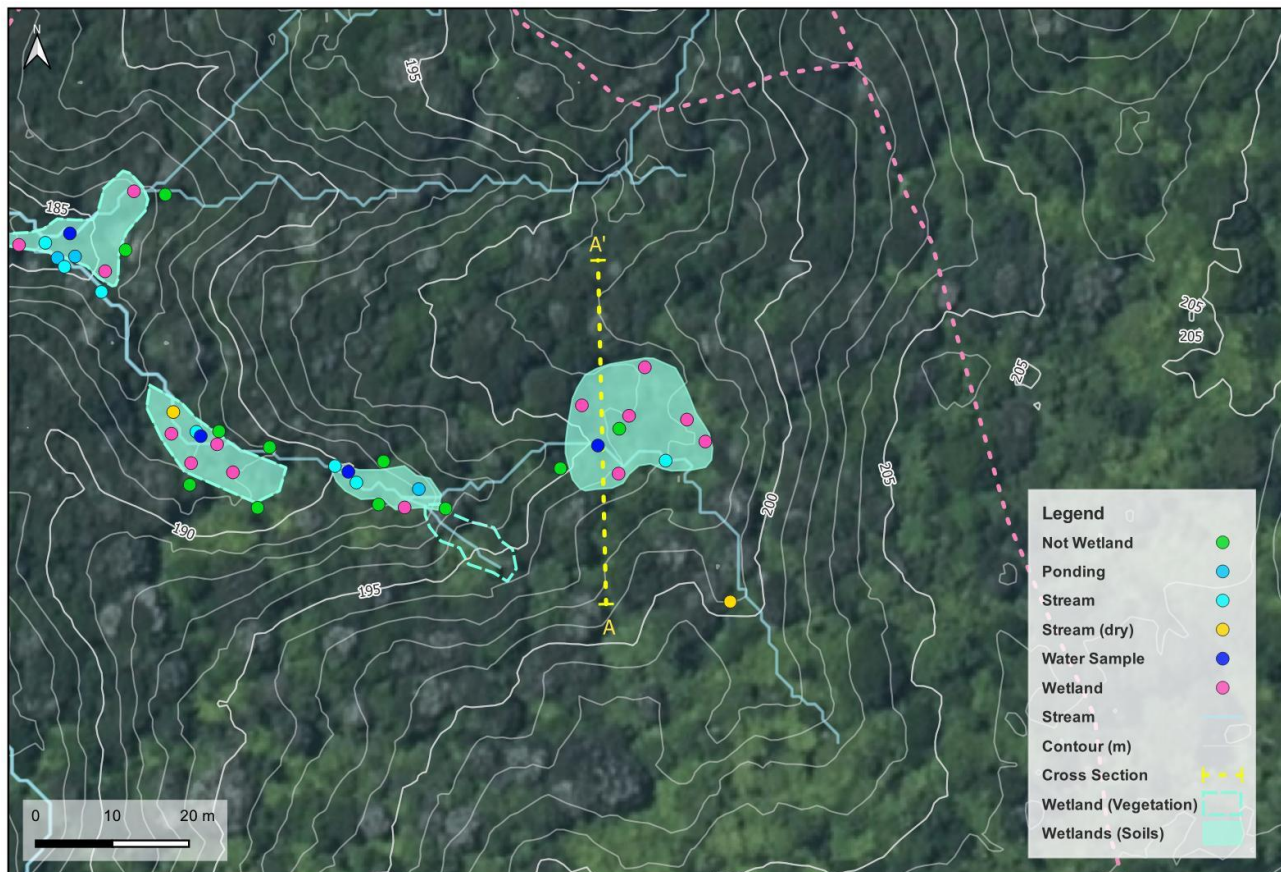 N
195
185
A'
205
205
205
205
190
200
195
A
Legend
Not Wetland
Ponding
Stream
Stream (dry)
Water Sample
Wetland
Stream
Contour (m)
Cross Section
Wetland (Vegetation)
Wetlands (Soils)
0 10 20 m